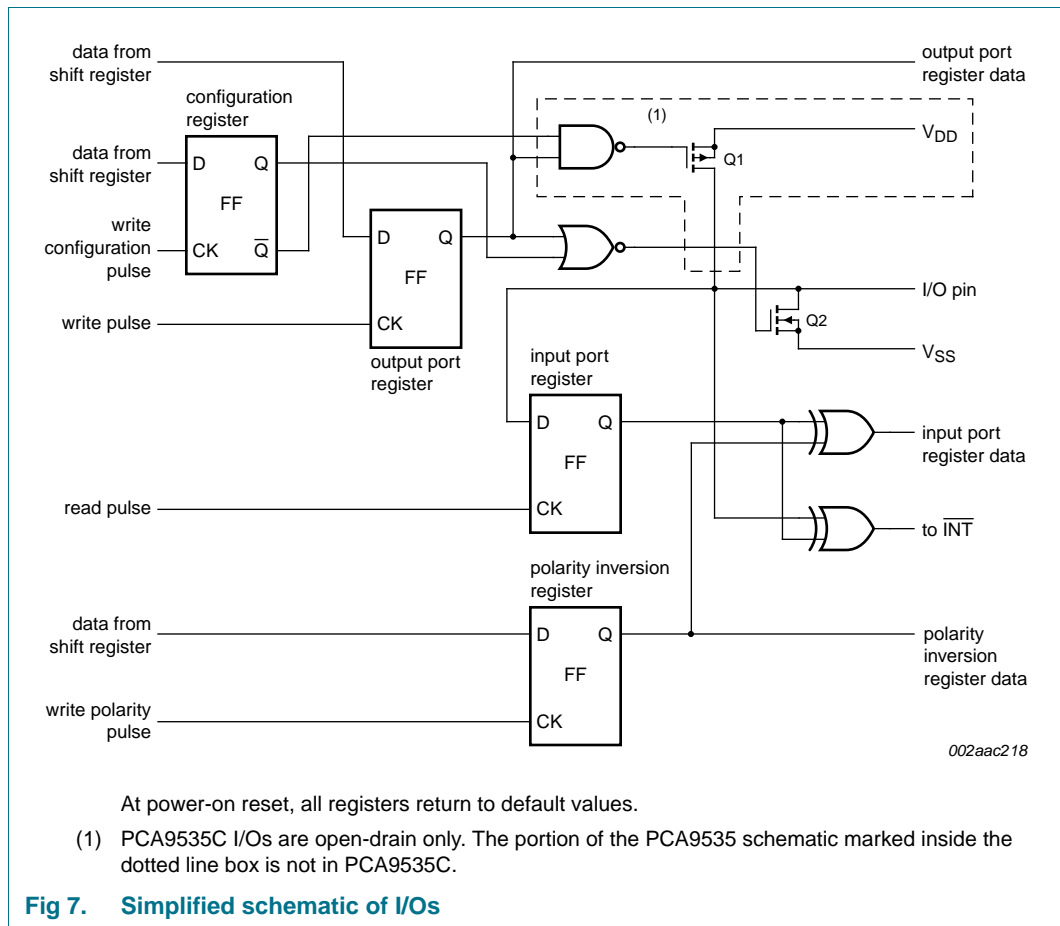 data from
shift register
output port
register data
configuration
register
(1)
VDD
data from
shift register
D Q
Q1
FF
write
configuration
pulse
CK Q̅
D Q
FF
I/O pin
Q2
write pulse
CK
VSS
output port
register
input port
register
D Q
input port
register data
FF
read pulse
CK
to I̅N̅T̅
polarity inversion
register
data from
shift register
D Q
polarity
inversion
register data
FF
write polarity
pulse
CK
002aac218
At power-on reset, all registers return to default values.
(1) PCA9535C I/Os are open-drain only. The portion of the PCA9535 schematic marked inside the
dotted line box is not in PCA9535C.
Fig 7. Simplified schematic of I/Os